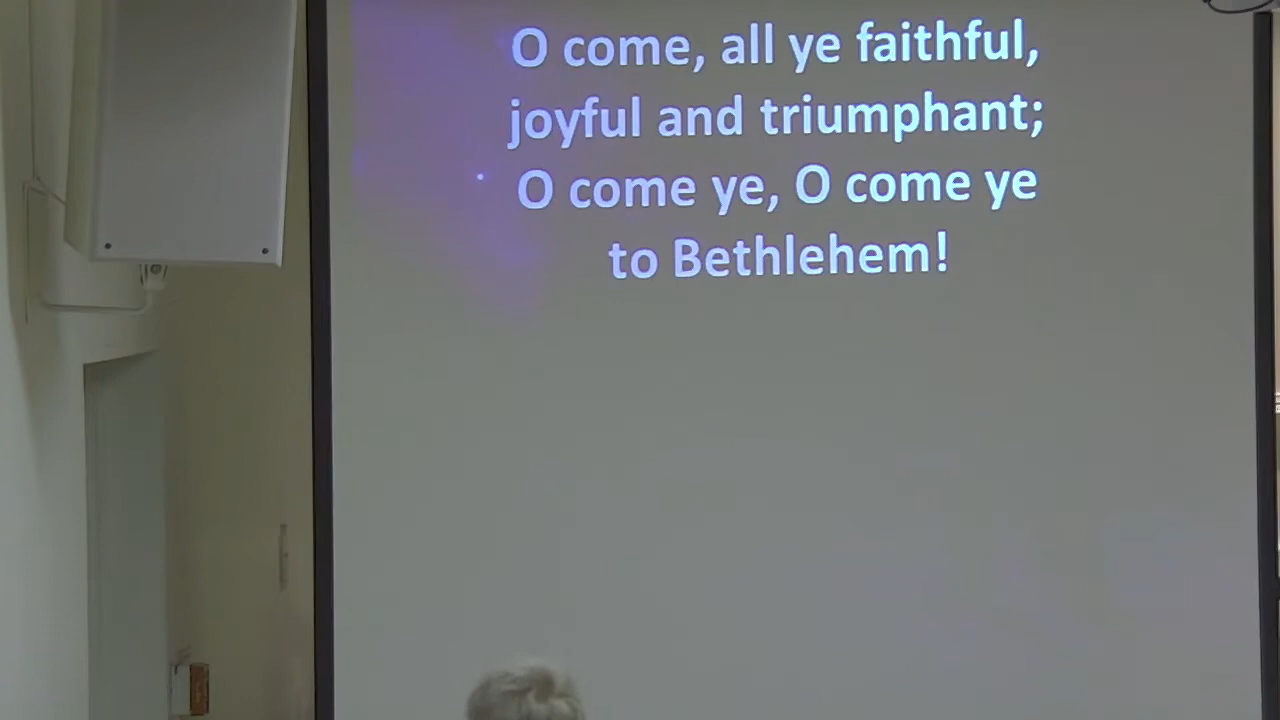 O come, all ye faithful,
joyful and triumphant;
O come ye, O come ye
to Bethlehem!